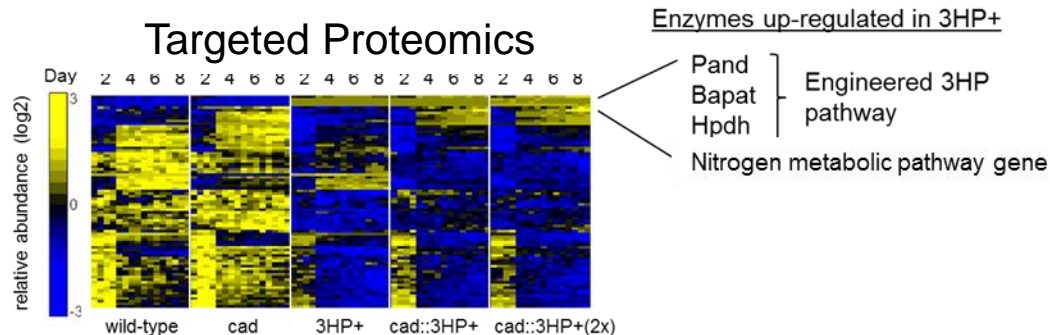 Targeted Proteomics
Enzymes up-regulated in 3HP+
Day 2 4 6 8 2 4 6 8 2 4 6 8 2 4 6 8 2 4 6 8
3
0
-3
relative abundance (log2)
wild-type cad 3HP+ cad::3HP+ cad::3HP+(2x)
Pand
Bapat
Hpdh
Engineered 3HP
pathway
Nitrogen metabolic pathway gene